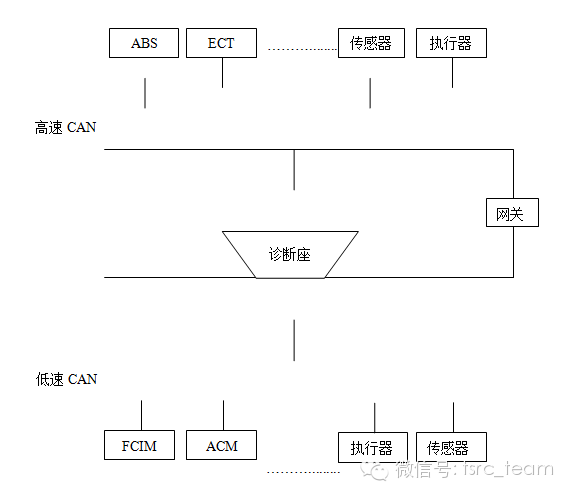 ABS ECT ………….......  传感器 执行器
高速 CAN
网关
诊断座
低速 CAN
FCIM ACM ………….......  执行器 传感器
微信号: fsrc_team